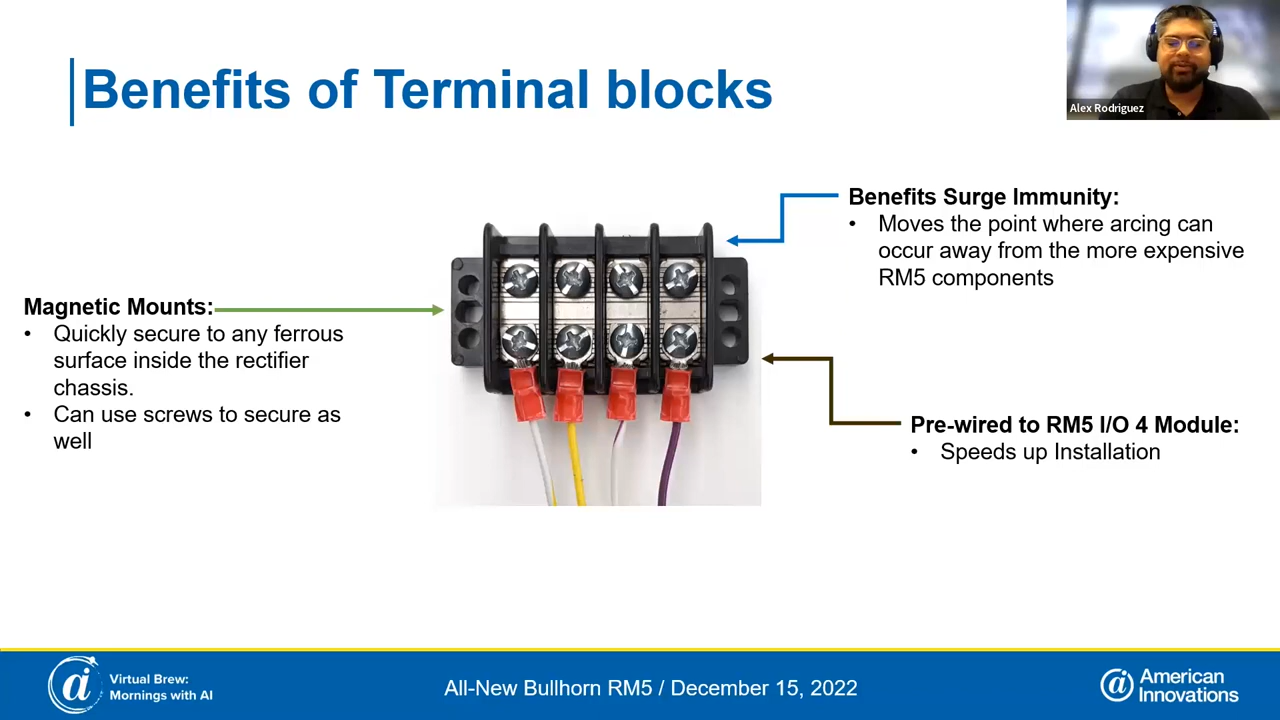 Benefits of Terminal blocks
Alex Rodriguez
Benefits Surge Immunity:
• Moves the point where arcing can
occur away from the more expensive
RM5 components
Magnetic Mounts:
• Quickly secure to any ferrous
surface inside the rectifier
chassis.
• Can use screws to secure as
well
Pre-wired to RM5 I/O 4 Module:
• Speeds up Installation
Virtual Brew:
Mornings with AI
All-New Bullhorn RM5 / December 15, 2022
American
Innovations